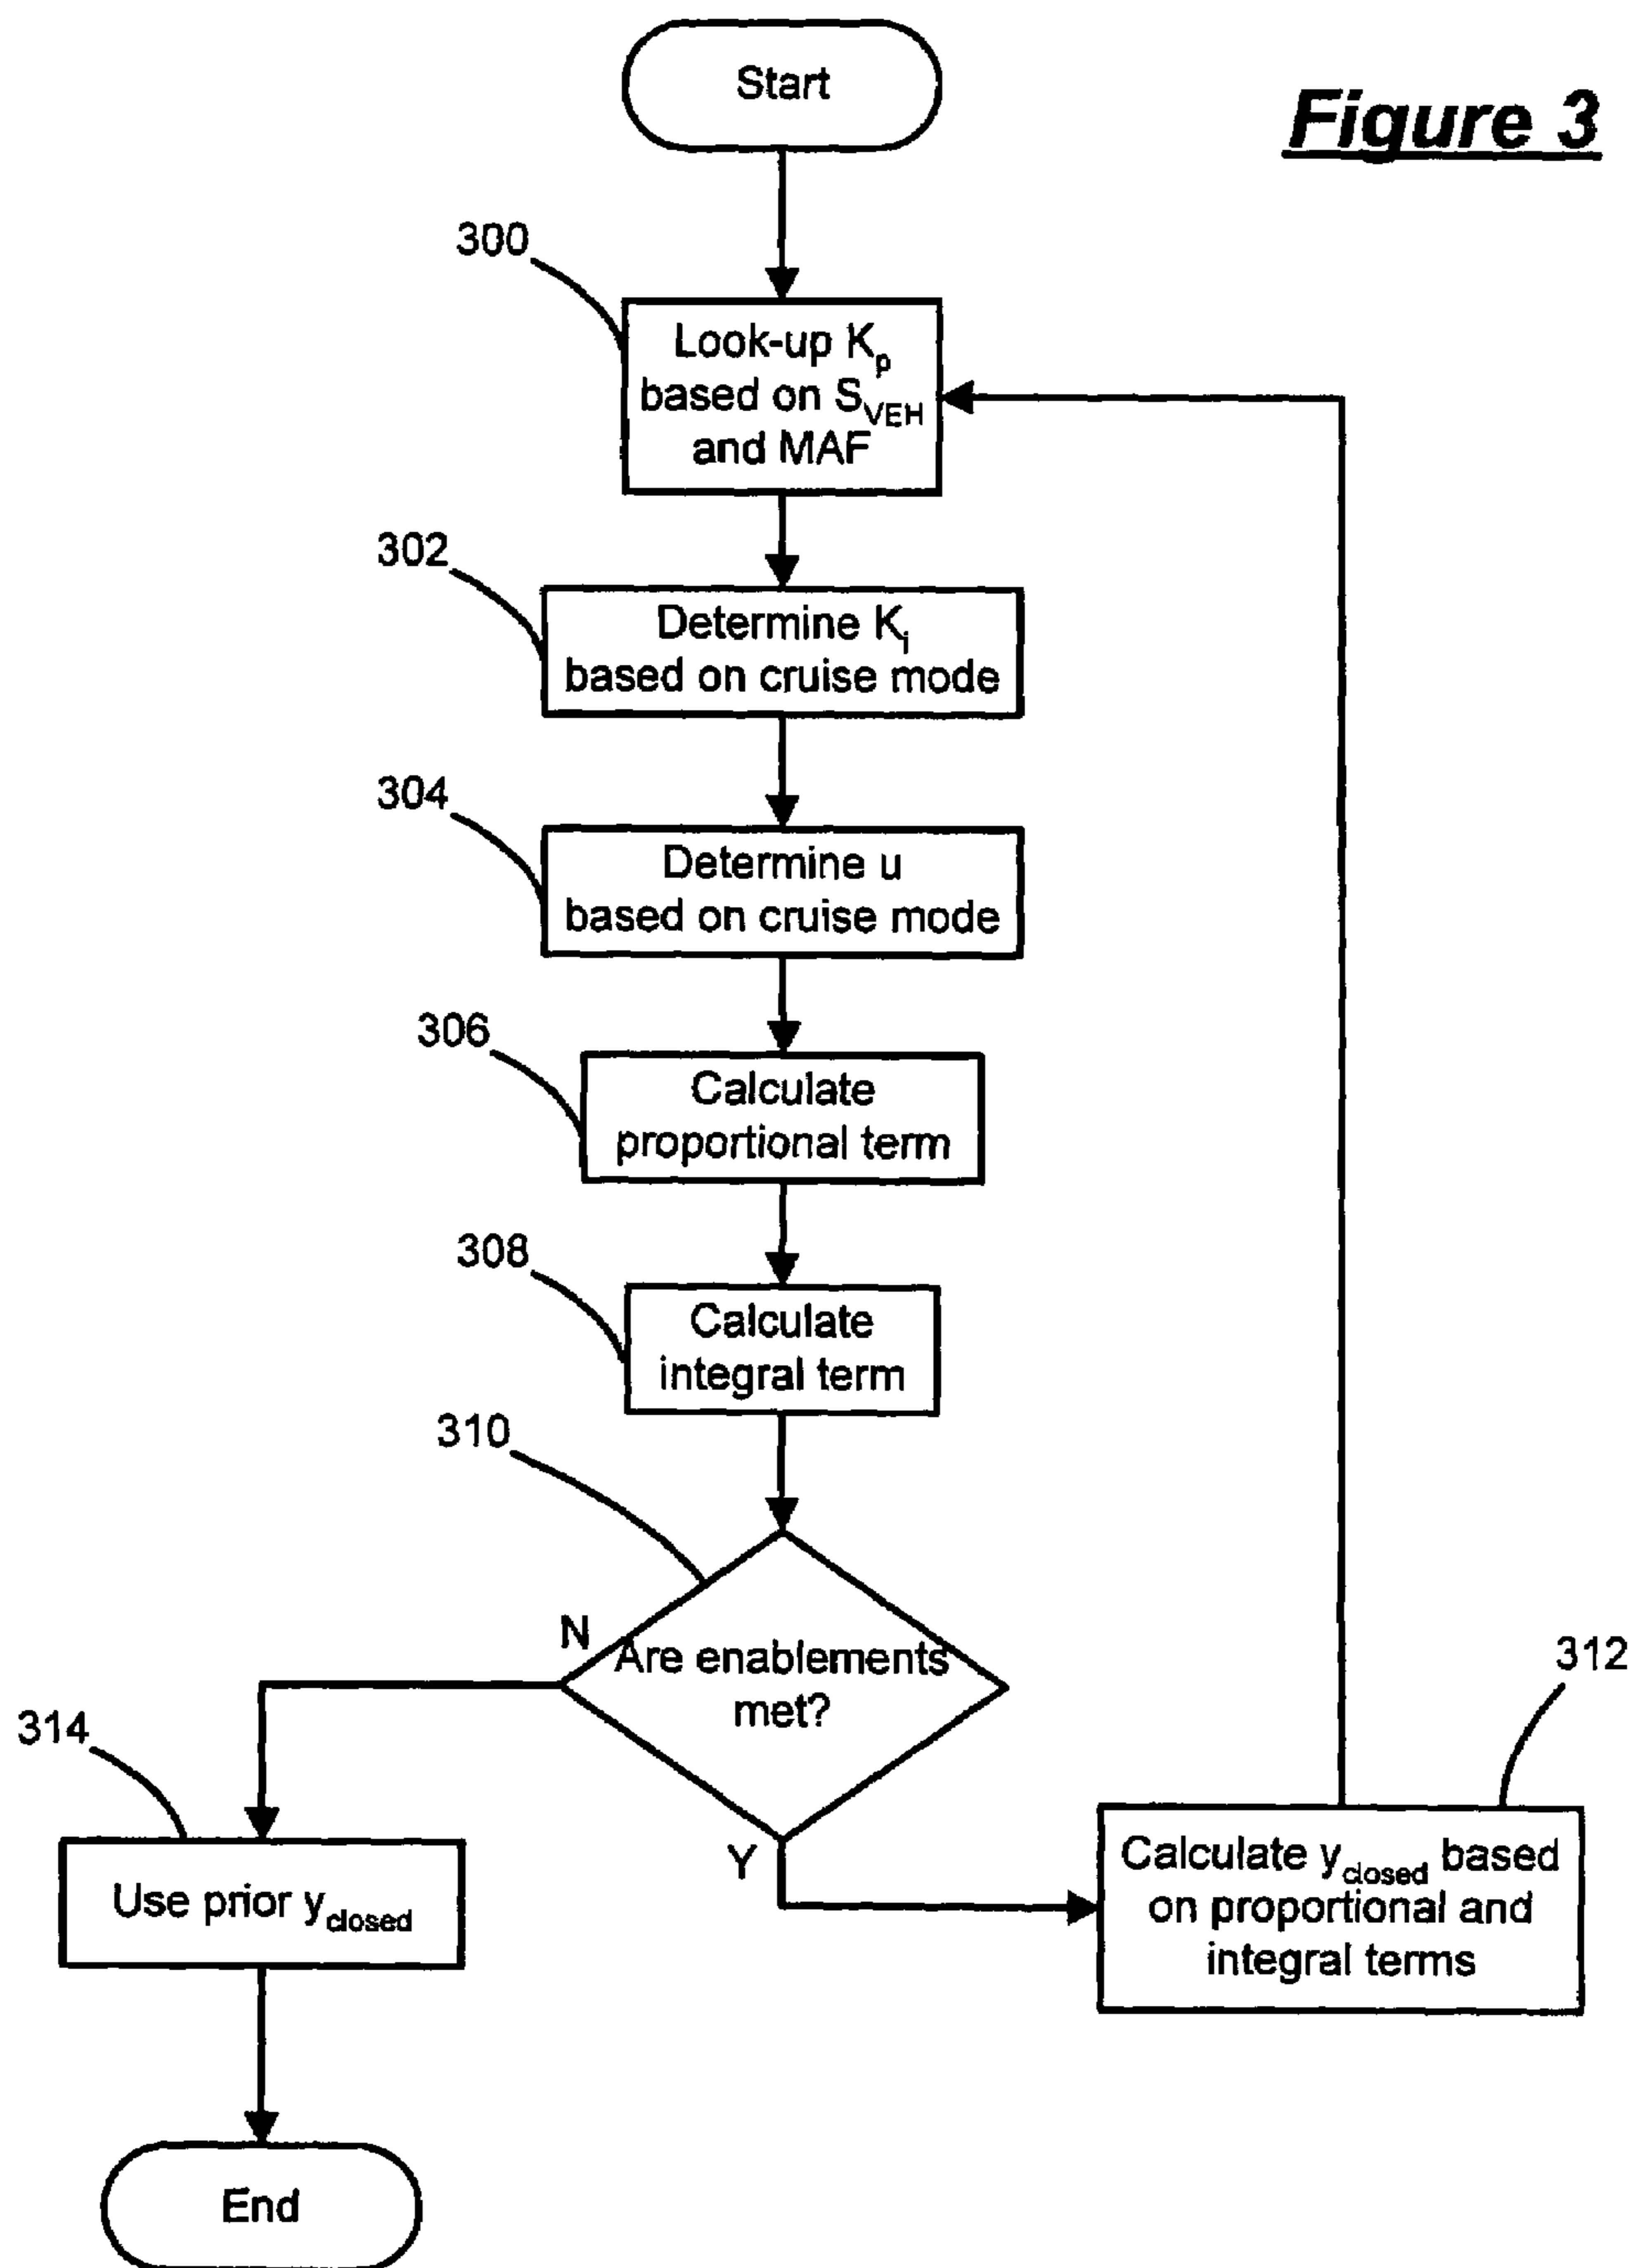 Start
Figure 3
300
Look-up Kp
based on SVEH
and MAF
302
Determine Ki
based on cruise mode
304
Determine u
based on cruise mode
306
Calculate
proportional term
308
Calculate
integral term
310
N
Are enablements
met?
Y
312
Calculate yclosed based
on proportional and
integral terms
314
Use prior yclosed
End